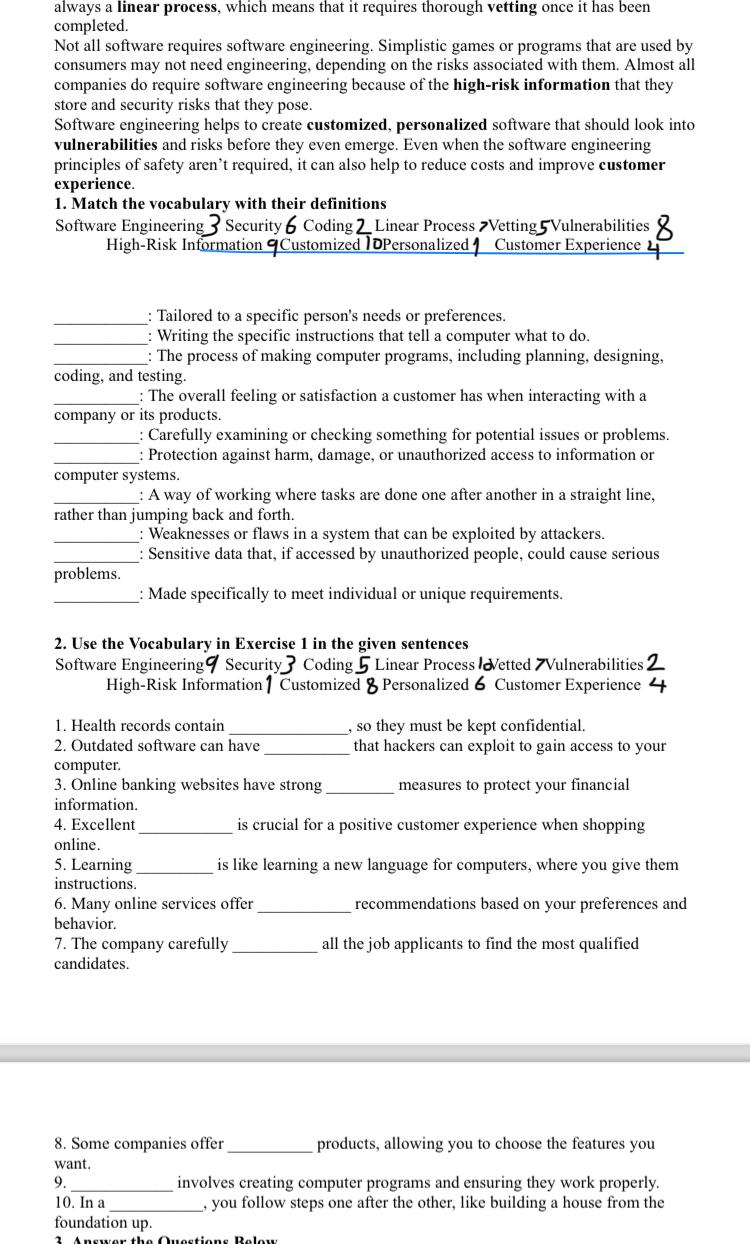 always a linear process, which means that it requires thorough vetting once it has been
completed.
Not all software requires software engineering. Simplistic games or programs that are used by
consumers may not need engineering, depending on the risks associated with them. Almost all
companies do require software engineering because of the high-risk information that they
store and security risks that they pose.
Software engineering helps to create customized, personalized software that should look into
vulnerabilities and risks before they even emerge. Even when the software engineering
principles of safety aren't required, it can also help to reduce costs and improve customer
experience.
1. Match the vocabulary with their definitions
Software Engineering 3 Security 6 Coding 2 Linear Process 7 Vetting 5 Vulnerabilities 8
High-Risk Information 9 Customized 10 Personalized 1 Customer Experience 4
___________: Tailored to a specific person's needs or preferences.
___________: Writing the specific instructions that tell a computer what to do.
___________: The process of making computer programs, including planning, designing,
coding, and testing.
__________: The overall feeling or satisfaction a customer has when interacting with a
company or its products.
__________: Carefully examining or checking something for potential issues or problems.
__________: Protection against harm, damage, or unauthorized access to information or
computer systems.
__________: A way of working where tasks are done one after another in a straight line,
rather than jumping back and forth.
__________: Weaknesses or flaws in a system that can be exploited by attackers.
__________: Sensitive data that, if accessed by unauthorized people, could cause serious
problems.
__________: Made specifically to meet individual or unique requirements.
2. Use the Vocabulary in Exercise 1 in the given sentences
Software Engineering 9 Security 3 Coding 5 Linear Process 10 Vetted 7 Vulnerabilities 2
High-Risk Information 1 Customized 8 Personalized 6 Customer Experience 4
1. Health records contain ______________, so they must be kept confidential.
2. Outdated software can have __________ that hackers can exploit to gain access to your
computer.
3. Online banking websites have strong ________ measures to protect your financial
information.
4. Excellent ___________ is crucial for a positive customer experience when shopping
online.
5. Learning _________ is like learning a new language for computers, where you give them
instructions.
6. Many online services offer ___________ recommendations based on your preferences and
behavior.
7. The company carefully __________ all the job applicants to find the most qualified
candidates.
8. Some companies offer __________ products, allowing you to choose the features you
want.
9. ____________ involves creating computer programs and ensuring they work properly.
10. In a ___________, you follow steps one after the other, like building a house from the
foundation up.
3. Answer the Questions Below